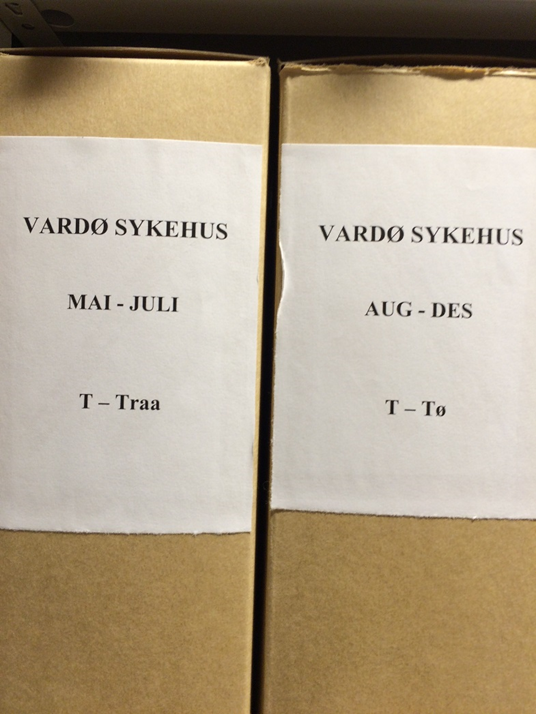 VARDØ SYKEHUS
MAI - JULI
T – Traa
VARDØ SYKEHUS
AUG - DES
T – Tø